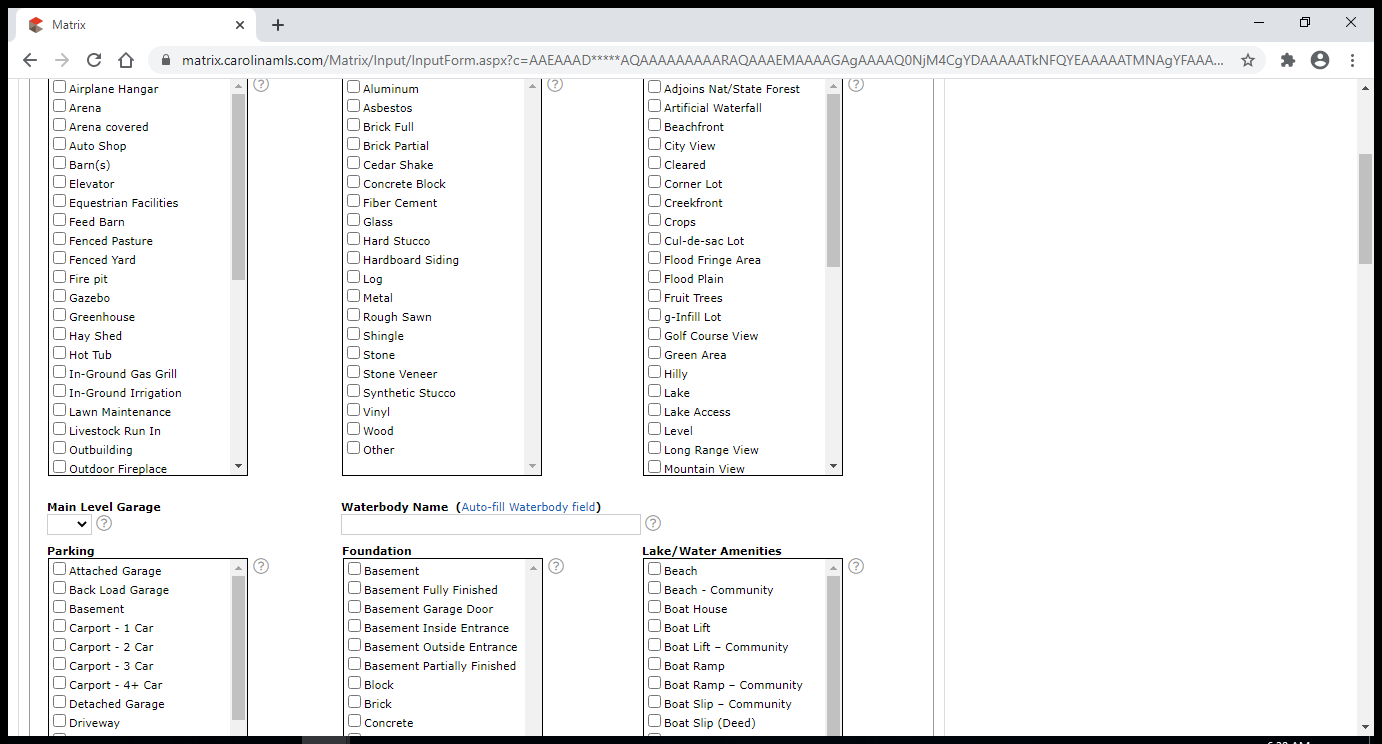 Matrix
matrix.carolinamls.com/Matrix/Input/InputForm.aspx?c=AAEAAAD*****AQAAAAAAAAARAQAAAEMAAAAGAgAAAAQ0NjM4CgYDAAAAATkNFQYEAAAAATMNAgYFAAA...
Airplane Hangar
Arena
Arena covered
Auto Shop
Barn(s)
Elevator
Equestrian Facilities
Feed Barn
Fenced Pasture
Fenced Yard
Fire pit
Gazebo
Greenhouse
Hay Shed
Hot Tub
In-Ground Gas Grill
In-Ground Irrigation
Lawn Maintenance
Livestock Run In
Outbuilding
Outdoor Fireplace
?
Aluminum
Asbestos
Brick Full
Brick Partial
Cedar Shake
Concrete Block
Fiber Cement
Glass
Hard Stucco
Hardboard Siding
Log
Metal
Rough Sawn
Shingle
Stone
Stone Veneer
Synthetic Stucco
Vinyl
Wood
Other
?
Adjoins Nat/State Forest
Artificial Waterfall
Beachfront
City View
Cleared
Corner Lot
Creekfront
Crops
Cul-de-sac Lot
Flood Fringe Area
Flood Plain
Fruit Trees
g-Infill Lot
Golf Course View
Green Area
Hilly
Lake
Lake Access
Level
Long Range View
Mountain View
?
Main Level Garage
?
Waterbody Name (Auto-fill Waterbody field)
?
Parking
Attached Garage
Back Load Garage
Basement
Carport - 1 Car
Carport - 2 Car
Carport - 3 Car
Carport - 4+ Car
Detached Garage
Driveway
?
Foundation
Basement
Basement Fully Finished
Basement Garage Door
Basement Inside Entrance
Basement Outside Entrance
Basement Partially Finished
Block
Brick
Concrete
?
Lake/Water Amenities
Beach
Beach - Community
Boat House
Boat Lift
Boat Lift – Community
Boat Ramp
Boat Ramp – Community
Boat Slip – Community
Boat Slip (Deed)
?